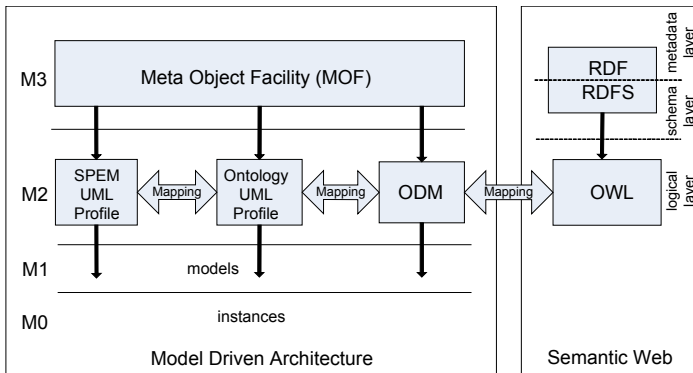 M3
Meta Object Facility (MOF)
RDF
RDFS
metadata
layer
schema
layer
M2
SPEM
UML
Profile
Mapping
Ontology
UML
Profile
Mapping
ODM
Mapping
OWL
logical
layer
M1
models
M0
instances
Model Driven Architecture
Semantic Web